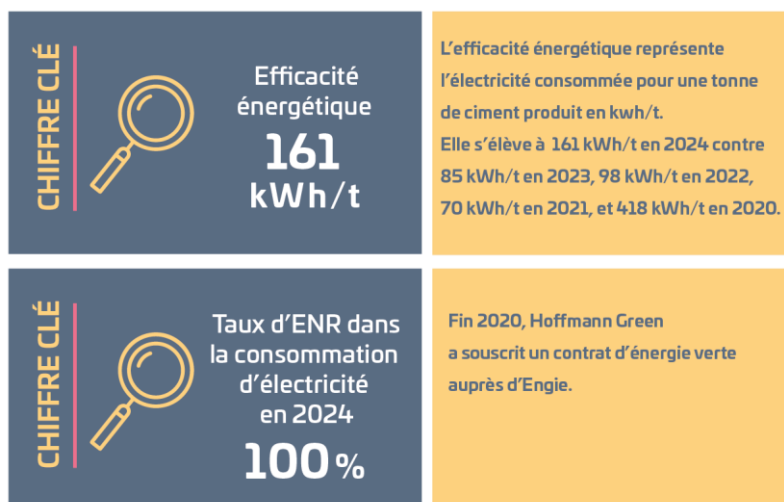 CHIFFRE CLÉ
Efficacité
énergétique
161
kWh/t
L'efficacité énergétique représente
l'électricité consommée pour une tonne
de ciment produit en kwh/t.
Elle s'élève à 161 kWh/t en 2024 contre
85 kWh/t en 2023, 98 kWh/t en 2022,
70 kWh/t en 2021, et 418 kWh/t en 2020.
CHIFFRE CLÉ
Taux d'ENR dans
la consommation
d'électricité
en 2024
100 %
Fin 2020, Hoffmann Green
a souscrit un contrat d'énergie verte
auprès d'Engie.